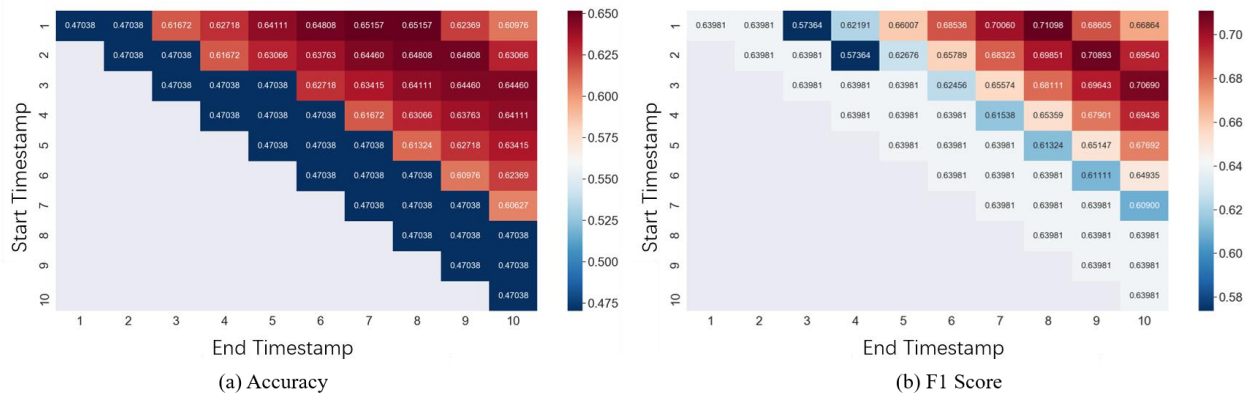 1 0.47038 0.47038 0.61672 0.62718 0.64111 0.64808 0.65157 0.65157 0.62369 0.60976
2 0.47038 0.47038 0.61672 0.63066 0.63763 0.64460 0.64808 0.64808 0.63066
3 0.47038 0.47038 0.47038 0.62718 0.63415 0.64111 0.64460 0.64460
4 0.47038 0.47038 0.47038 0.61672 0.63066 0.63763 0.64111
5 0.47038 0.47038 0.47038 0.61324 0.62718 0.63415
6 0.47038 0.47038 0.47038 0.60976 0.62369
7 0.47038 0.47038 0.47038 0.60627
8 0.47038 0.47038 0.47038
9 0.47038 0.47038
10 0.47038
Start Timestamp
1 2 3 4 5 6 7 8 9 10
End Timestamp
0.650
0.625
0.600
0.575
0.550
0.525
0.500
0.475
(a) Accuracy
1 0.63981 0.63981 0.57364 0.62191 0.66007 0.68536 0.70060 0.71098 0.68605 0.66864
2 0.63981 0.63981 0.57364 0.62676 0.65789 0.68323 0.69851 0.70893 0.69540
3 0.63981 0.63981 0.63981 0.62456 0.65574 0.68111 0.69643 0.70690
4 0.63981 0.63981 0.63981 0.61538 0.65359 0.67901 0.69436
5 0.63981 0.63981 0.63981 0.61324 0.65147 0.67692
6 0.63981 0.63981 0.63981 0.61111 0.64935
7 0.63981 0.63981 0.63981 0.60900
8 0.63981 0.63981 0.63981
9 0.63981 0.63981
10 0.63981
Start Timestamp
1 2 3 4 5 6 7 8 9 10
End Timestamp
0.70
0.68
0.66
0.64
0.62
0.60
0.58
(b) F1 Score